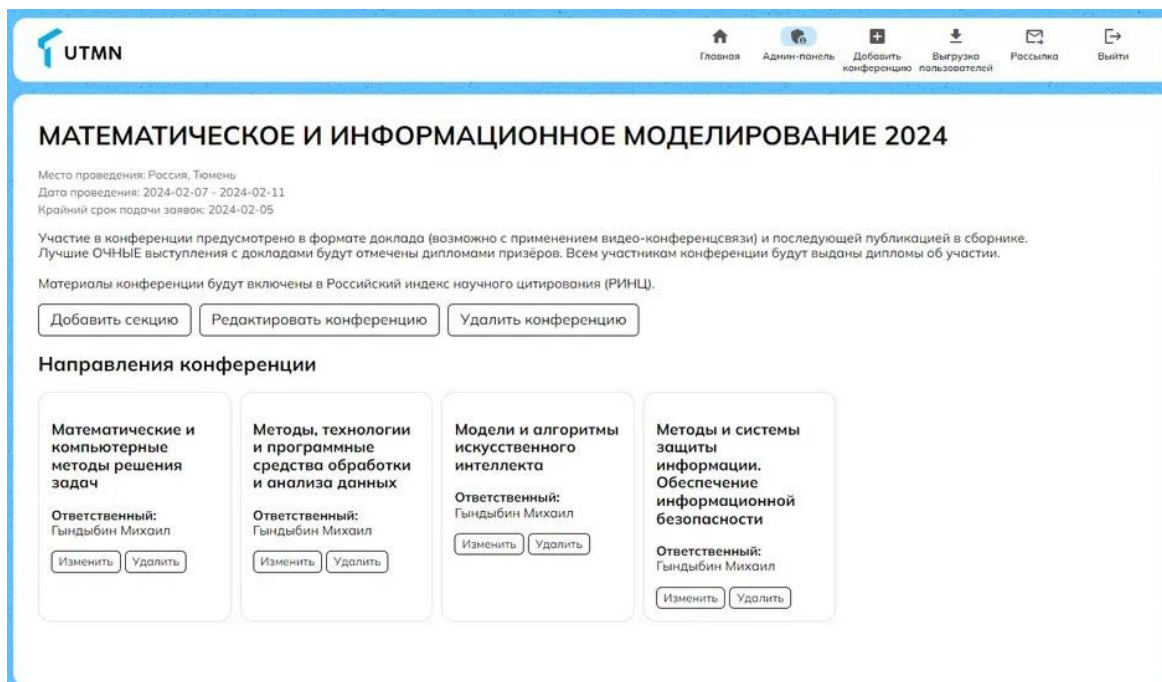 UTMN
Главная
Админ-панель
Добавить
конференцию
Выгрузка
пользователей
Рассылка
Выйти
МАТЕМАТИЧЕСКОЕ И ИНФОРМАЦИОННОЕ МОДЕЛИРОВАНИЕ 2024
Место проведения: Россия, Тюмень
Дата проведения: 2024-02-07 - 2024-02-11
Крайний срок подачи заявок: 2024-02-05
Участие в конференции предусмотрено в формате доклада (возможно с применением видео-конференцсвязи) и последующей публикацией в сборнике.
Лучшие ОЧНЫЕ выступления с докладами будут отмечены дипломами призёров. Всем участникам конференции будут выданы дипломы об участии.
Материалы конференции будут включены в Российский индекс научного цитирования (РИНЦ).
Добавить секцию
Редактировать конференцию
Удалить конференцию
Направления конференции
Математические и
компьютерные
методы решения
задач
Ответственный:
Гындыбин Михаил
Изменить
Удалить
Методы, технологии
и программные
средства обработки
и анализа данных
Ответственный:
Гындыбин Михаил
Изменить
Удалить
Модели и алгоритмы
искусственного
интеллекта
Ответственный:
Гындыбин Михаил
Изменить
Удалить
Методы и системы
защиты
информации.
Обеспечение
информационной
безопасности
Ответственный:
Гындыбин Михаил
Изменить
Удалить